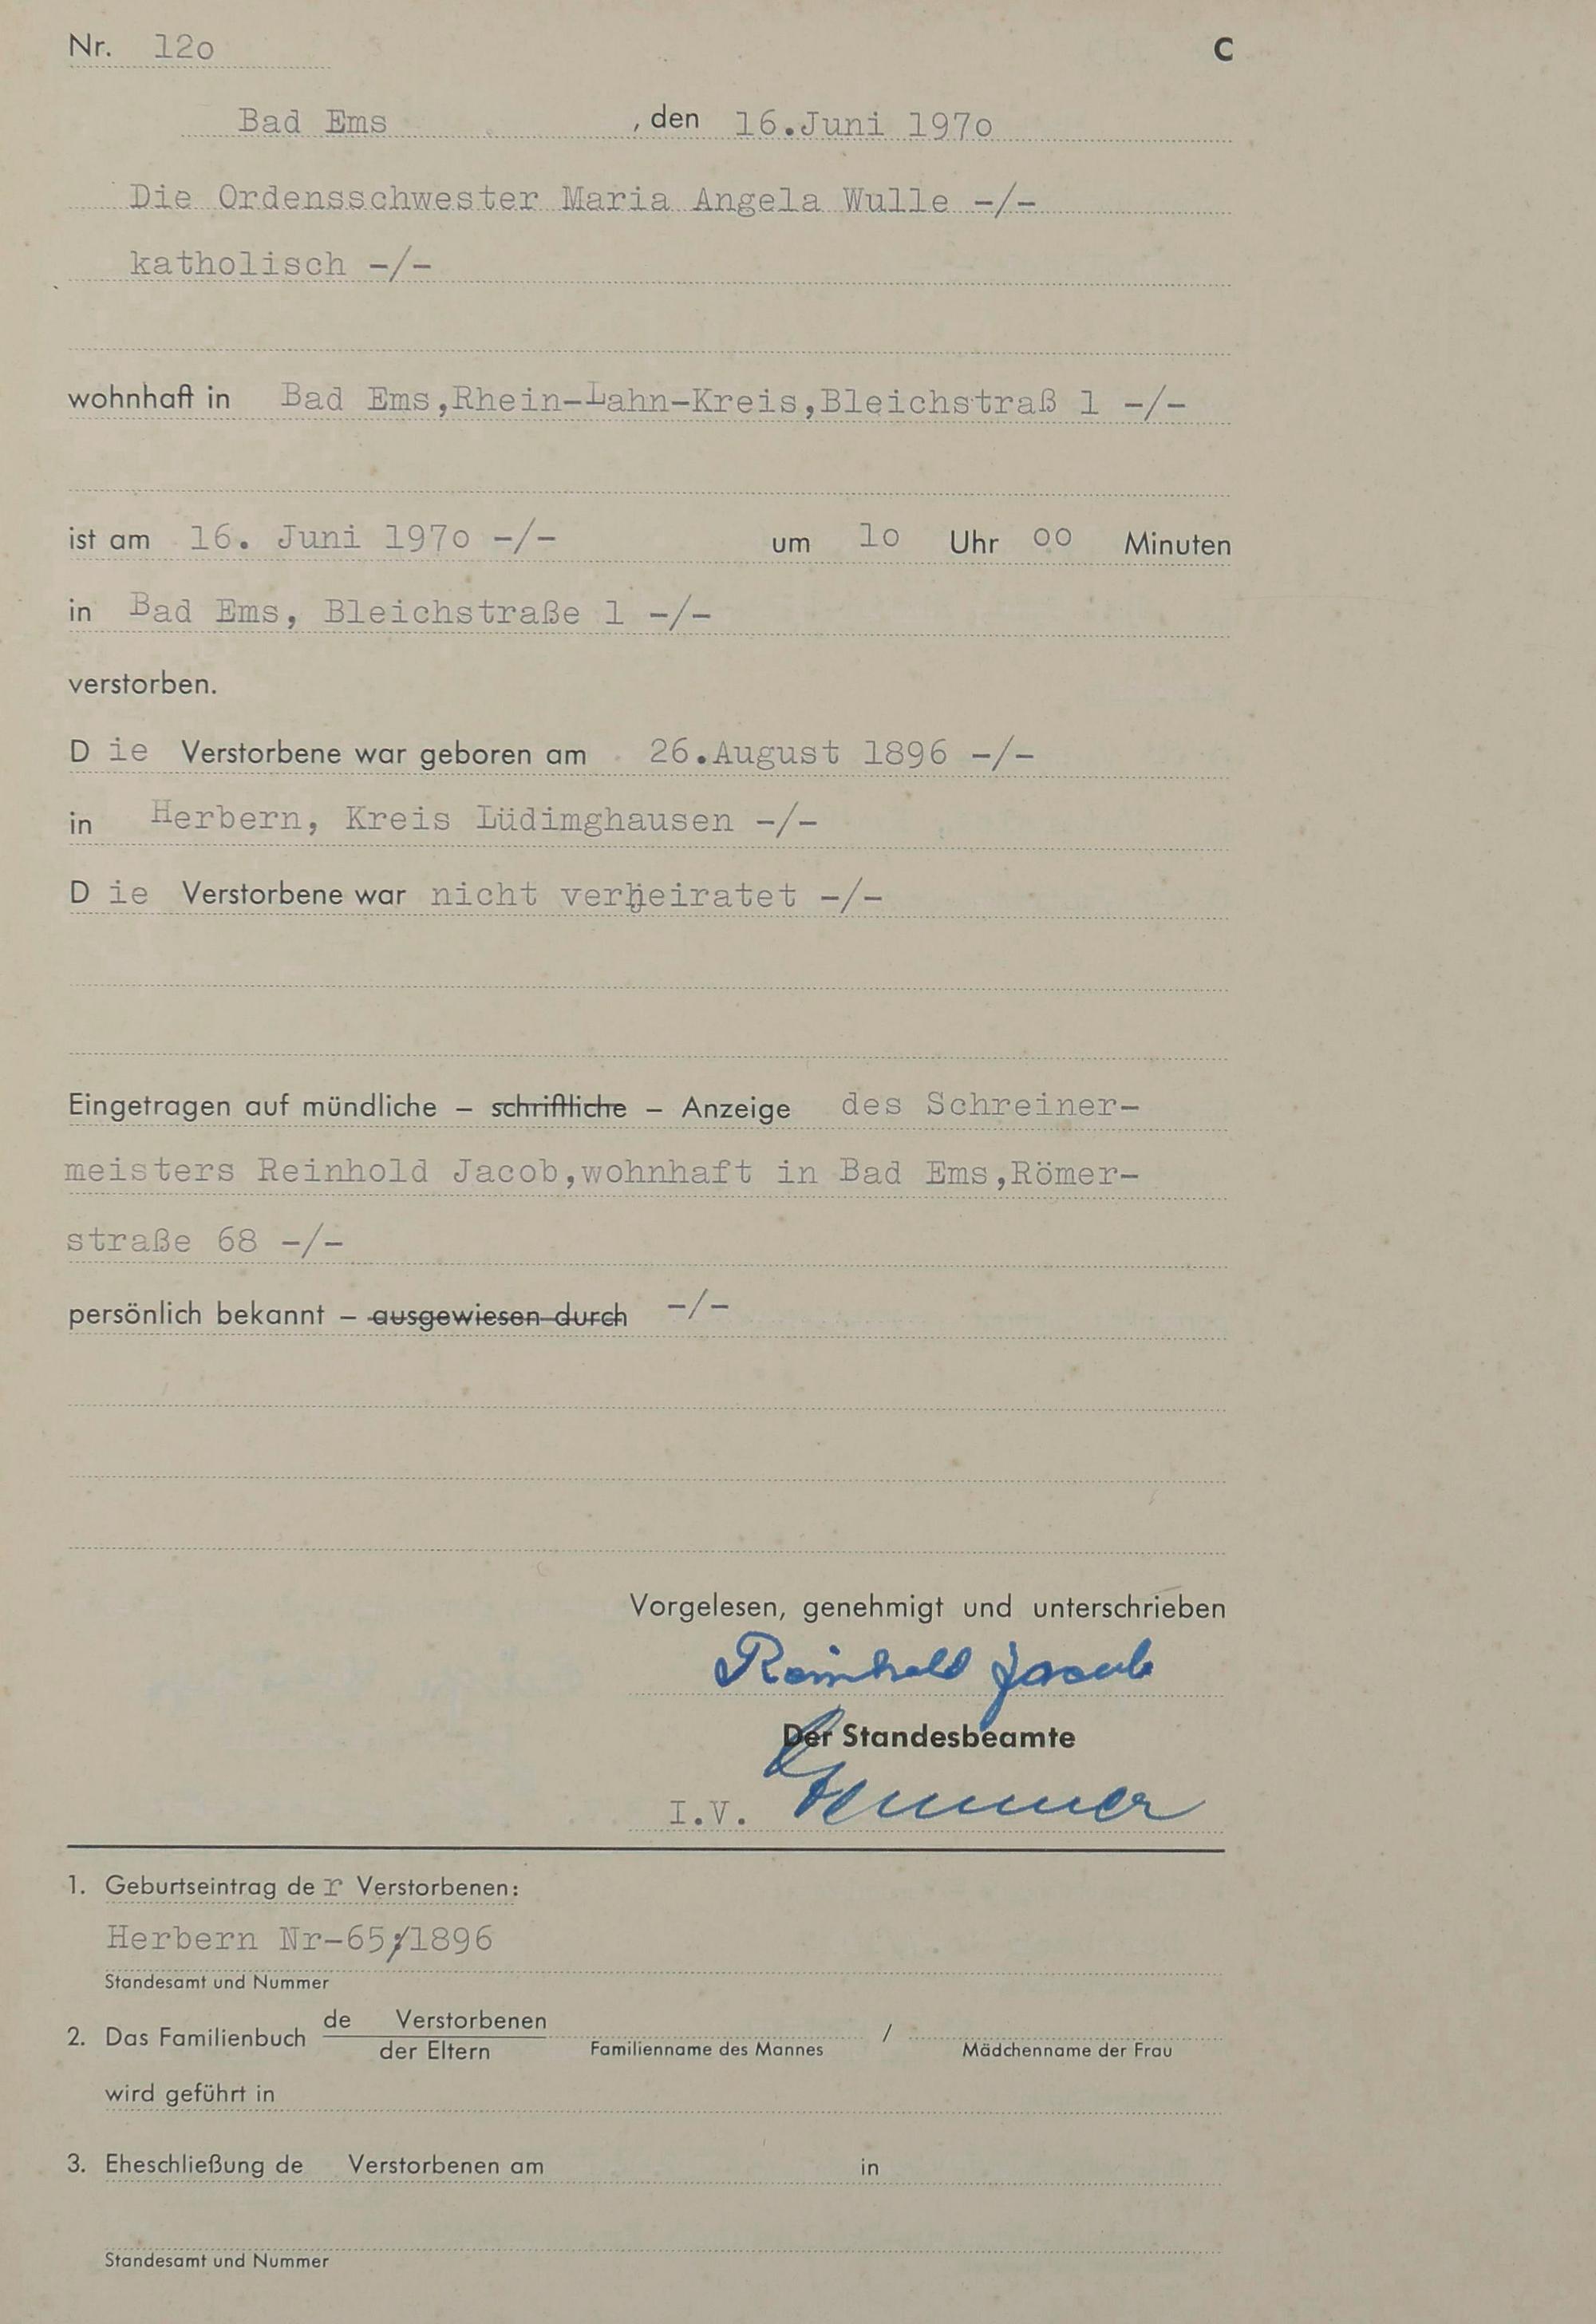 Nr. 12o
C
Bad Ems , den 16.Juni 197o
Die Ordensschwester Maria Angela Wulle -/-
katholisch -/-
wohnhaft in Bad Ems,Rhein-Lahn-Kreis,Bleichstraß 1 -/-
ist am 16. Juni 197o -/- um 1o Uhr oo Minuten
in Bad Ems, Bleichstraße 1 -/-
verstorben.
D ie Verstorbene war geboren am 26.August 1896 -/-
in Herbern, Kreis Lüdimghausen -/-
D ie Verstorbene war nicht verheiratet -/-
Eingetragen auf mündliche – schriftliche – Anzeige des Schreiner-
meisters Reinhold Jacob,wohnhaft in Bad Ems,Römer-
straße 68 -/-
persönlich bekannt – ausgewiesen durch -/-
Vorgelesen, genehmigt und unterschrieben
Reinhold Jacob
Der Standesbeamte
I.V.
1. Geburtseintrag de r Verstorbenen:
Herbern Nr-65/1896
Standesamt und Nummer
2. Das Familienbuch de Verstorbenen
der Eltern
Familienname des Mannes / Mädchenname der Frau
wird geführt in
3. Eheschließung de Verstorbenen am in
Standesamt und Nummer